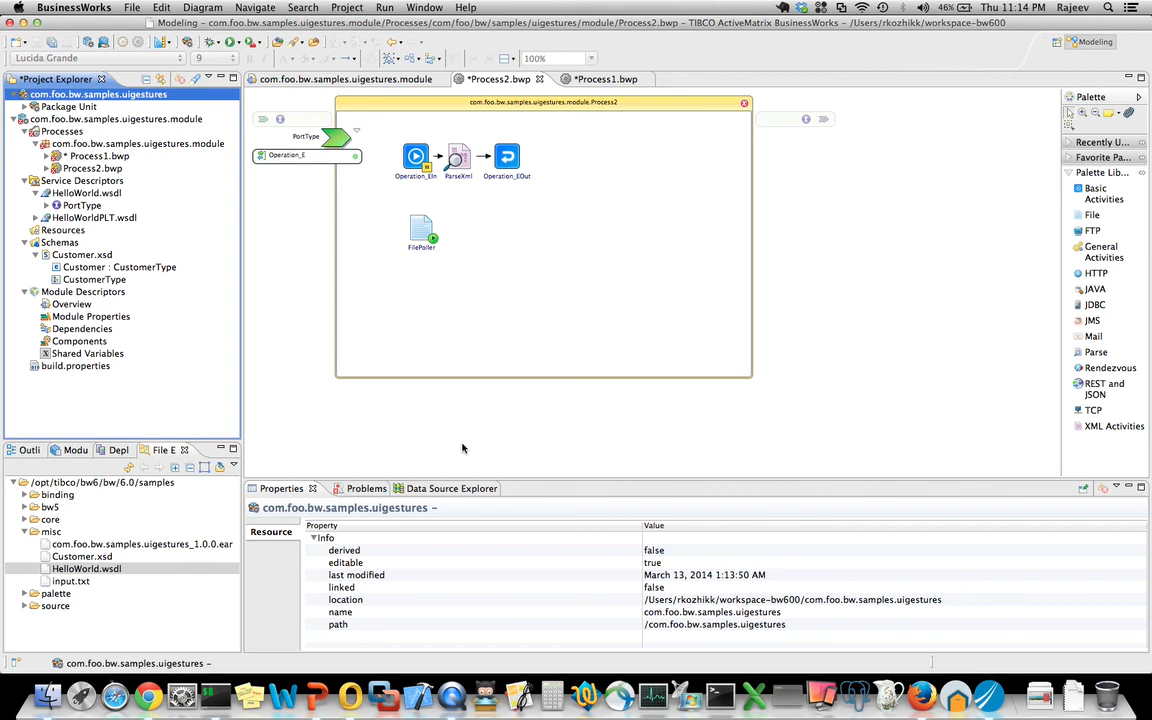 BusinessWorks File Edit Diagram Navigate Search Project Run Window Help 46% Thu 11:14 PM Rajeev
Modeling - com.foo.bw.samples.uigestures.module/Processes/com/foo/bw/samples/uigestures/module/Process2.bwp - TIBCO ActiveMatrix BusinessWorks - /Users/rkozhikk/workspace-bw600
Modeling
Lucida Grande 9 100%
*Project Explorer
com.foo.bw.samples.uigestures.module
*Process2.bwp
*Process1.bwp
com.foo.bw.samples.uigestures
Package Unit
com.foo.bw.samples.uigestures.module
Processes
com.foo.bw.samples.uigestures.module
* Process1.bwp
Process2.bwp
Service Descriptors
HelloWorld.wsdl
PortType
HelloWorldPLT.wsdl
Resources
Schemas
Customer.xsd
Customer : CustomerType
CustomerType
Module Descriptors
Overview
Module Properties
Dependencies
Components
Shared Variables
build.properties
com.foo.bw.samples.uigestures.module.Process2
PortType
Operation_E
Operation_EIn
ParseXml
Operation_EOut
FilePoller
Palette
Recently U...
Favorite Pa...
Palette Lib...
Basic
Activities
File
FTP
General
Activities
HTTP
JAVA
JDBC
JMS
Mail
Parse
Rendezvous
REST and
JSON
TCP
XML Activities
Outli
Modu
Depl
File E
/opt/tibco/bw6/bw/6.0/samples
binding
bw5
core
misc
com.foo.bw.samples.uigestures_1.0.0.ear
Customer.xsd
HelloWorld.wsdl
input.txt
palette
source
Properties
Problems
Data Source Explorer
com.foo.bw.samples.uigestures -
Resource
Property Value
Info
derived false
editable true
last modified March 13, 2014 1:13:50 AM
linked false
location /Users/rkozhikk/workspace-bw600/com.foo.bw.samples.uigestures
name com.foo.bw.samples.uigestures
path /com.foo.bw.samples.uigestures
com.foo.bw.samples.uigestures -